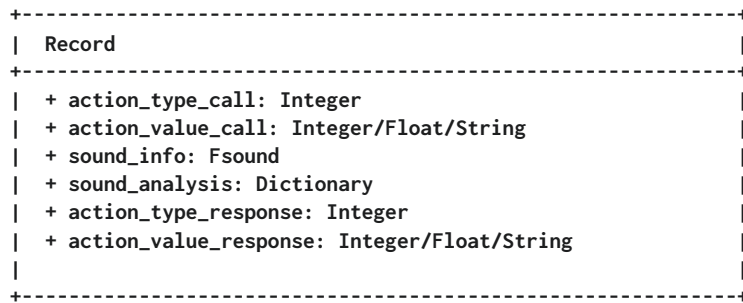 +--------------------------------------------------------------+
| Record |
+--------------------------------------------------------------+
| + action_type_call: Integer |
| + action_value_call: Integer/Float/String |
| + sound_info: Fsound |
| + sound_analysis: Dictionary |
| + action_type_response: Integer |
| + action_value_response: Integer/Float/String |
| |
+--------------------------------------------------------------+